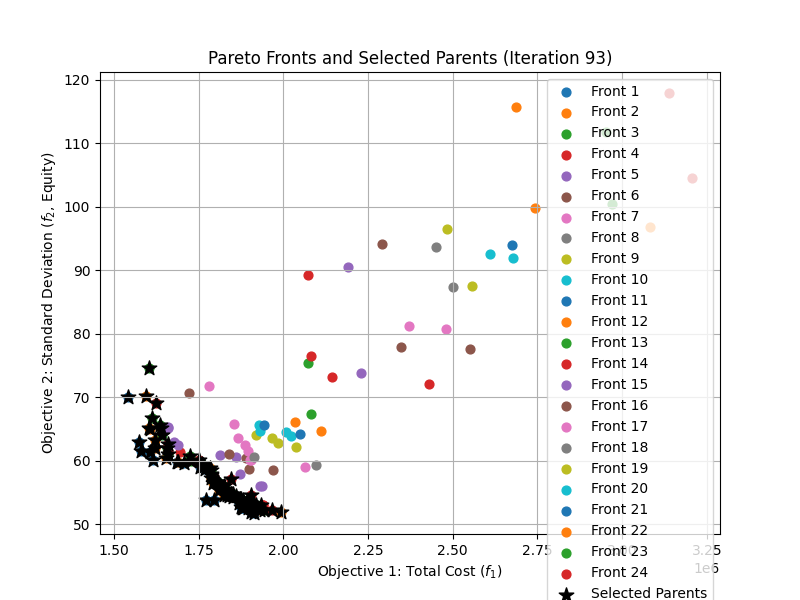 Pareto Fronts and Selected Parents (Iteration 93)
Objective 2: Standard Deviation (f₂, Equity)
120
110
100
90
80
70
60
50
1.50
1.75
2.00
2.25
2.50
2.75
3.00
3.25
1e6
Objective 1: Total Cost (f₁)
Front 1
Front 2
Front 3
Front 4
Front 5
Front 6
Front 7
Front 8
Front 9
Front 10
Front 11
Front 12
Front 13
Front 14
Front 15
Front 16
Front 17
Front 18
Front 19
Front 20
Front 21
Front 22
Front 23
Front 24
Selected Parents